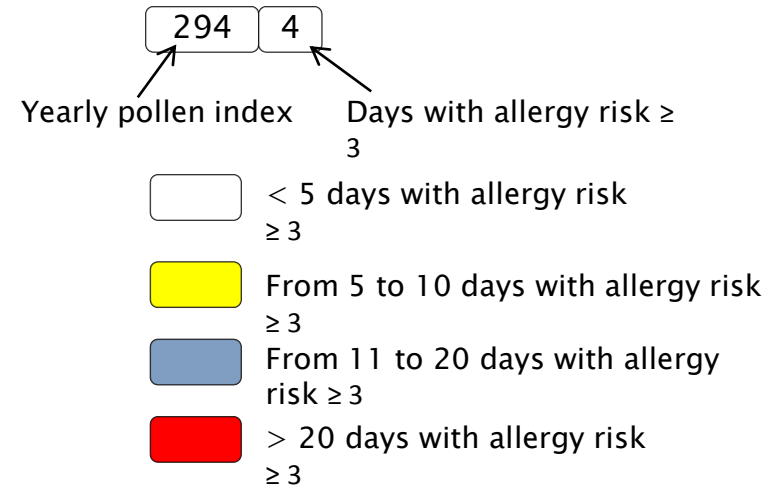 294 4
Yearly pollen index Days with allergy risk ≥
3
< 5 days with allergy risk
≥ 3
From 5 to 10 days with allergy risk
≥ 3
From 11 to 20 days with allergy
risk ≥ 3
> 20 days with allergy risk
≥ 3